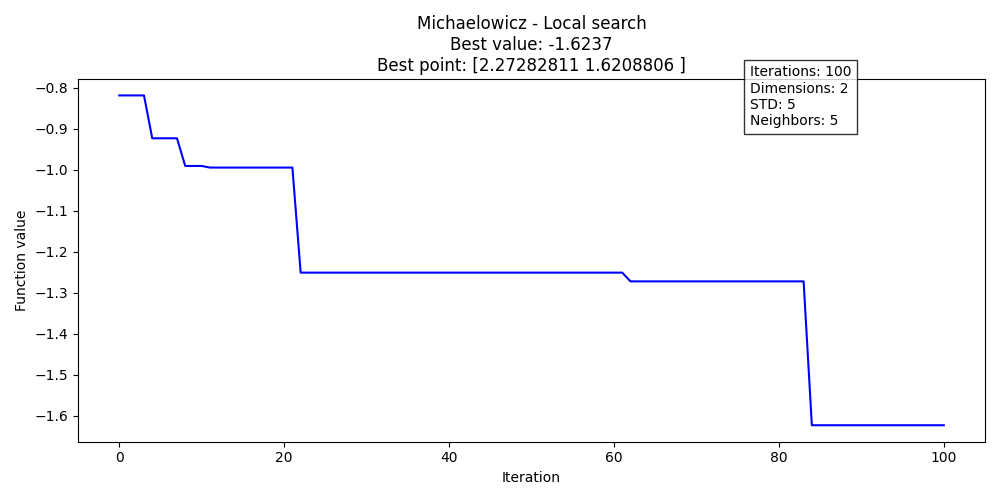 Michaelowicz - Local search
Best value: -1.6237
Best point: [2.27282811 1.6208806 ]
Iterations: 100
Dimensions: 2
STD: 5
Neighbors: 5
Function value
−0.8
−0.9
−1.0
−1.1
−1.2
−1.3
−1.4
−1.5
−1.6
0 20 40 60 80 100
Iteration